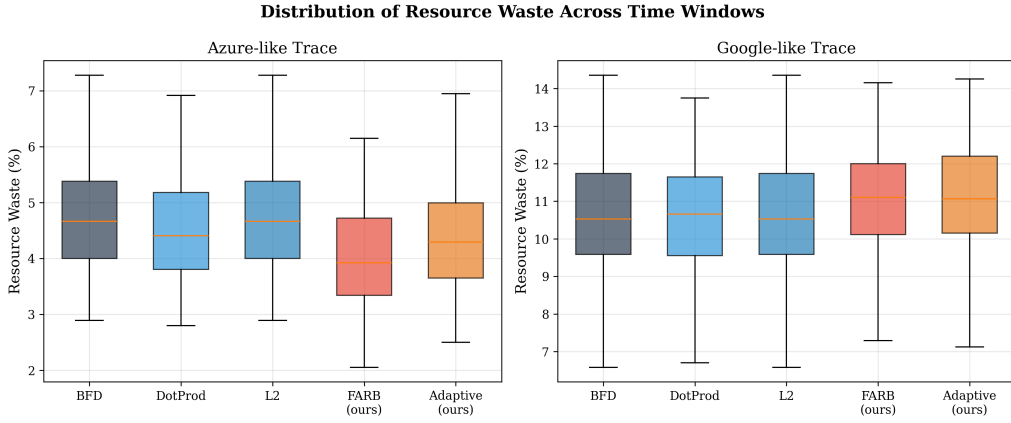 Distribution of Resource Waste Across Time Windows
Azure-like Trace
Resource Waste (%)
7
6
5
4
3
2
BFD
DotProd
L2
FARB
(ours)
Adaptive
(ours)
Google-like Trace
Resource Waste (%)
14
13
12
11
10
9
8
7
BFD
DotProd
L2
FARB
(ours)
Adaptive
(ours)